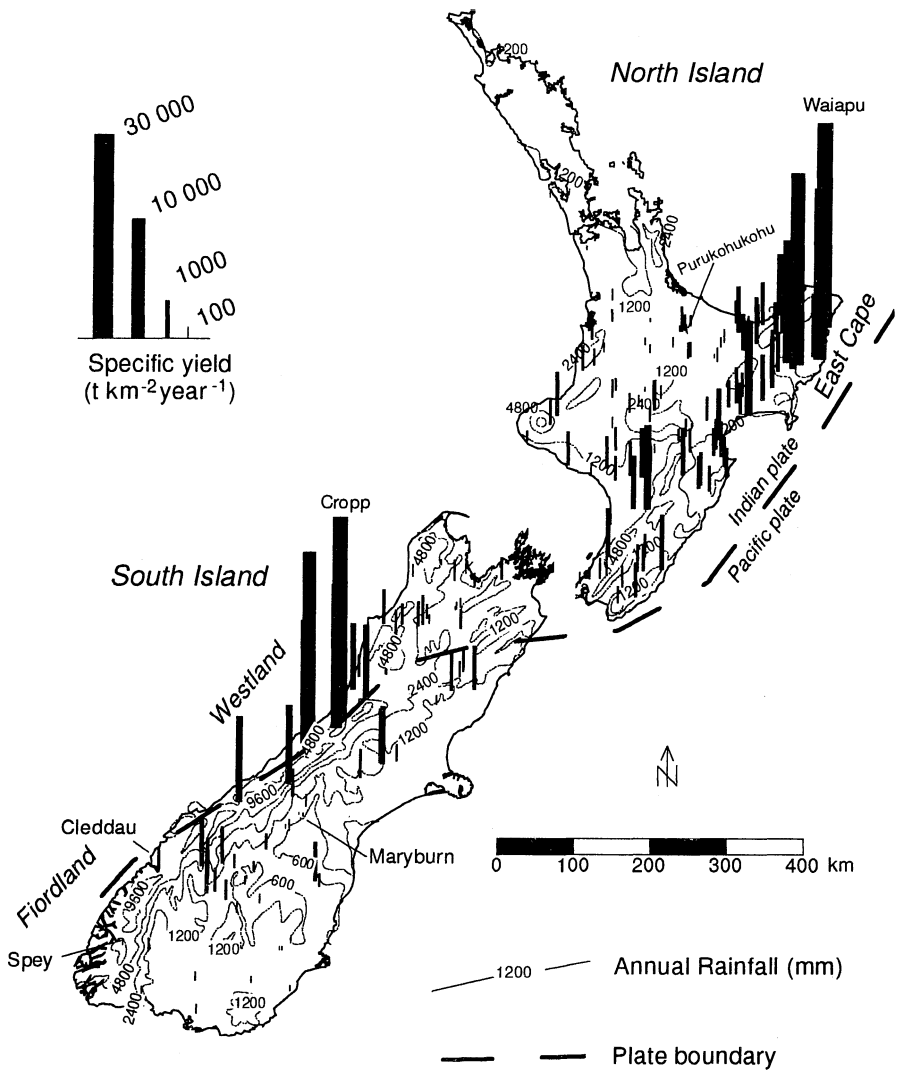 1200
North Island
Waiapu
30 000
10 000
1000
100
Specific yield
(t km-2 year-1)
1200
2400
Purukohukohu
1200
2400
1200
East Cape
4800
2400
1200
1200
Indian plate
Pacific plate
Cropp
4800
4800
1200
South Island
1200
4800
Westland
2400
1200
4800
9600
N
Cleddau
Maryburn
600
600
0 100 200 300 400 km
Fiordland
9600
1200
1200
Spey
4800
2400
1200
1200 Annual Rainfall (mm)
Plate boundary